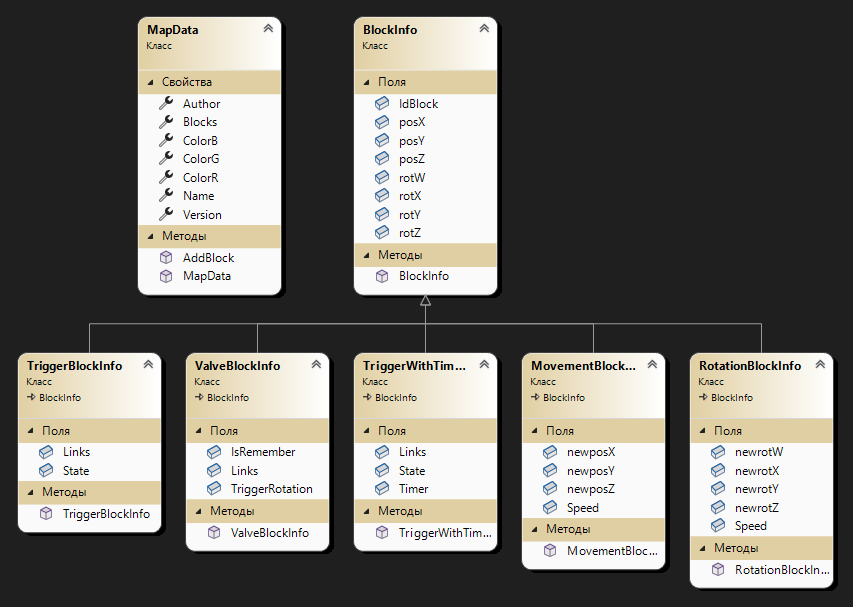 MapData
Класс
Свойства
Author
Blocks
ColorB
ColorG
ColorR
Name
Version
Методы
AddBlock
MapData
BlockInfo
Класс
Поля
IdBlock
posX
posY
posZ
rotW
rotX
rotY
rotZ
Методы
BlockInfo
TriggerBlockInfo
Класс
BlockInfo
Поля
Links
State
Методы
TriggerBlockInfo
ValveBlockInfo
Класс
BlockInfo
Поля
IsRemember
Links
TriggerRotation
Методы
ValveBlockInfo
TriggerWithTim...
Класс
BlockInfo
Поля
Links
State
Timer
Методы
TriggerWithTim...
MovementBlock...
Класс
BlockInfo
Поля
newposX
newposY
newposZ
Speed
Методы
MovementBloc...
RotationBlockInfo
Класс
BlockInfo
Поля
newrotW
newrotX
newrotY
newrotZ
Speed
Методы
RotationBlockIn...